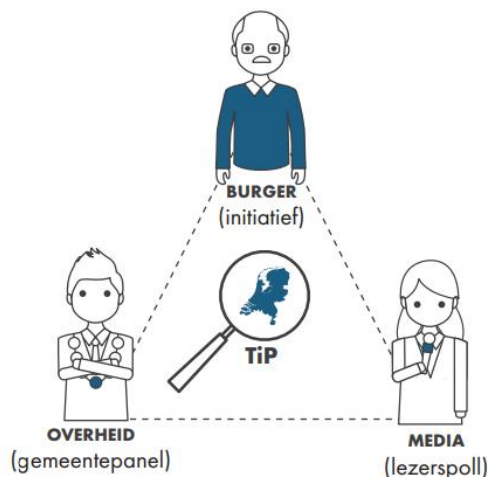 BURGER
(initiatief)
TiP
OVERHEID
(gemeentepanel)
MEDIA
(lezerspoll)